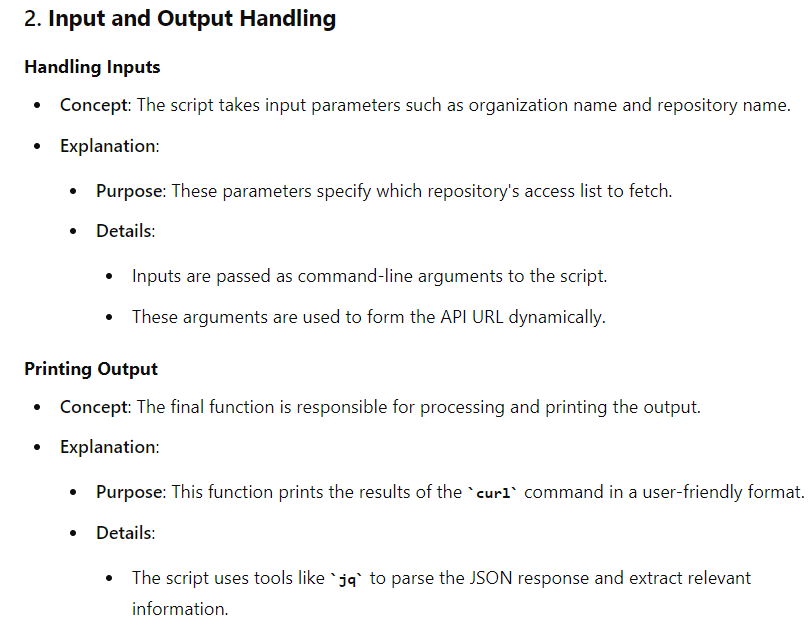 2. Input and Output Handling
Handling Inputs
• Concept: The script takes input parameters such as organization name and repository name.
• Explanation:
• Purpose: These parameters specify which repository's access list to fetch.
• Details:
• Inputs are passed as command-line arguments to the script.
• These arguments are used to form the API URL dynamically.
Printing Output
• Concept: The final function is responsible for processing and printing the output.
• Explanation:
• Purpose: This function prints the results of the `curl` command in a user-friendly format.
• Details:
• The script uses tools like `jq` to parse the JSON response and extract relevant
information.